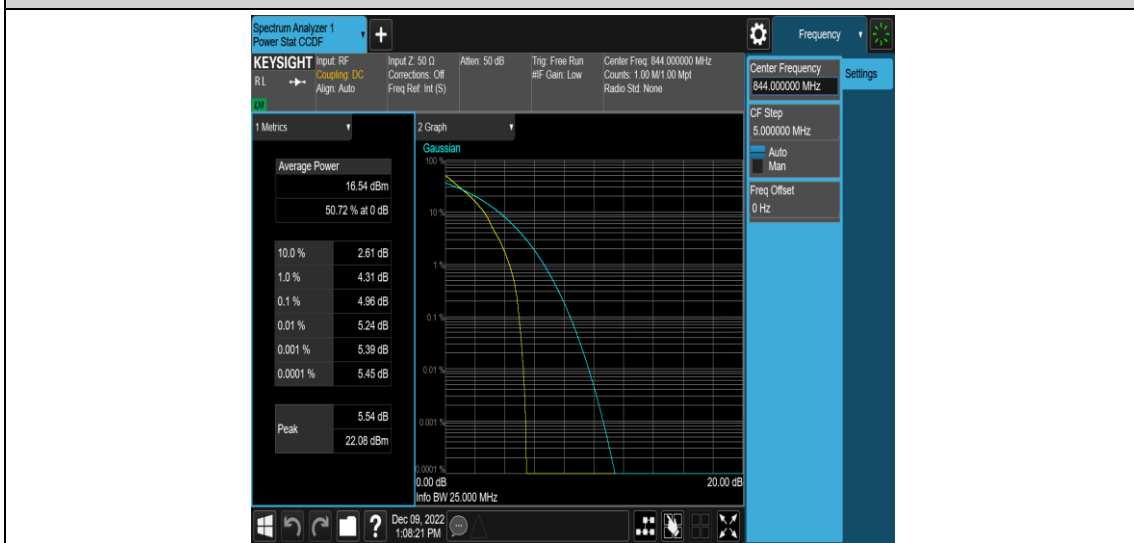 Spectrum Analyzer 1
Power Stat CCDF
Frequency
KEYSIGHT
RL
LXI
Input: RF
Coupling: DC
Align: Auto
Input Z: 50 Ω
Corrections: Off
Freq Ref: Int (S)
Atten: 50 dB
Trig: Free Run
#IF Gain: Low
Center Freq: 844.000000 MHz
Counts: 1.00 M/1.00 Mpt
Radio Std: None
Center Frequency
844.000000 MHz
Settings
CF Step
5.000000 MHz
Auto
Man
Freq Offset
0 Hz
1 Metrics
Average Power
16.54 dBm
50.72 % at 0 dB
10.0 % 2.61 dB
1.0 % 4.31 dB
0.1 % 4.96 dB
0.01 % 5.24 dB
0.001 % 5.39 dB
0.0001 % 5.45 dB
Peak
5.54 dB
22.08 dBm
2 Graph
Gaussian
100 %
10 %
1 %
0.1 %
0.01 %
0.001 %
0.0001 %
0.00 dB 20.00 dB
Info BW 25.000 MHz
?
Dec 09, 2022
1:08:21 PM